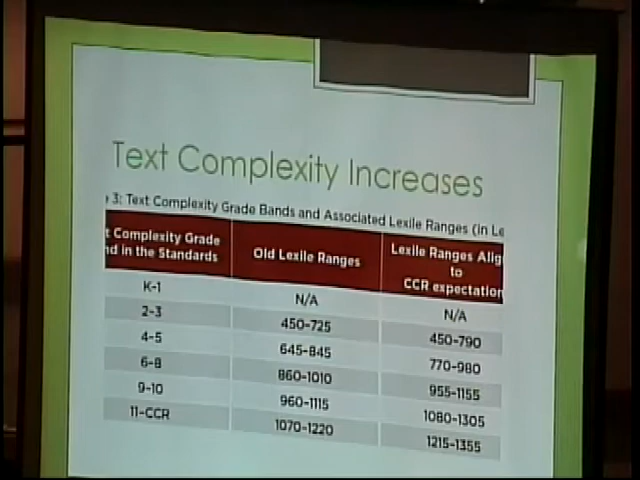 Text Complexity Increases
3: Text Complexity Grade Bands and Associated Lexile Ranges (in Le
t Complexity Grade
nd in the Standards
Old Lexile Ranges
Lexile Ranges Alig
to
CCR expectation
K-1 N/A N/A
2-3 450-725 450-790
4-5 645-845 770-980
6-8 860-1010 955-1155
9-10 960-1115 1080-1305
11-CCR 1070-1220 1215-1355